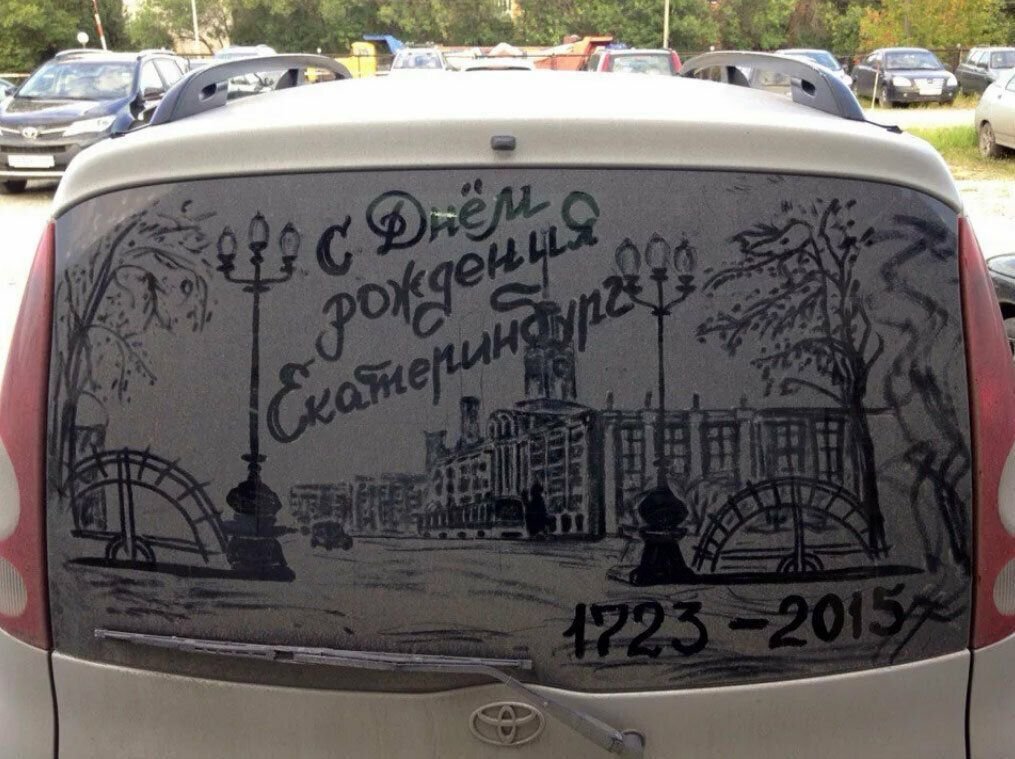 С Днём
рождения
Екатеринбург
1723-2015